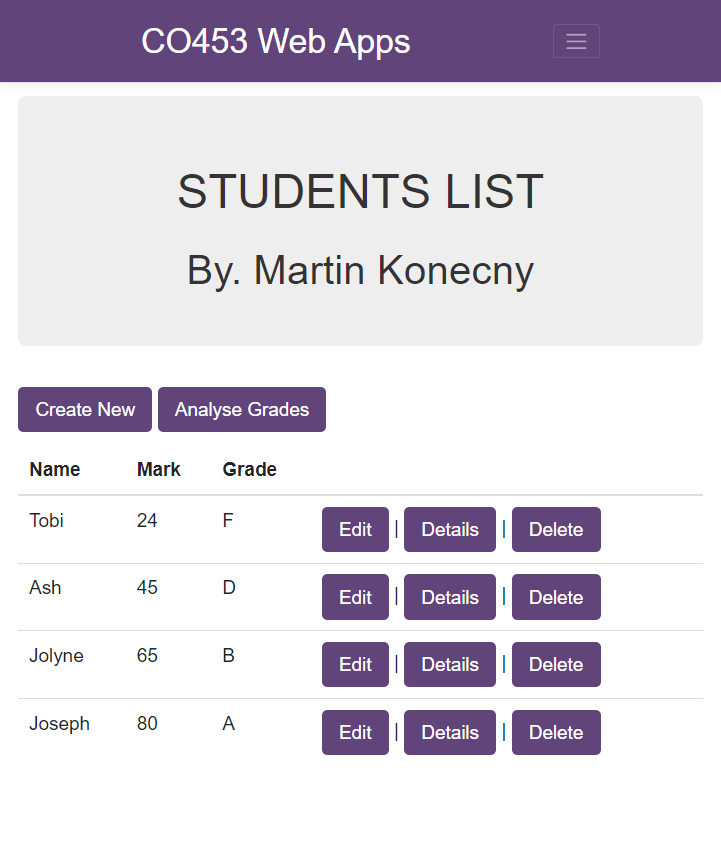 CO453 Web Apps
STUDENTS LIST
By. Martin Konecny
Create New Analyse Grades
Name Mark Grade
Tobi 24 F Edit | Details | Delete
Ash 45 D Edit | Details | Delete
Jolyne 65 B Edit | Details | Delete
Joseph 80 A Edit | Details | Delete